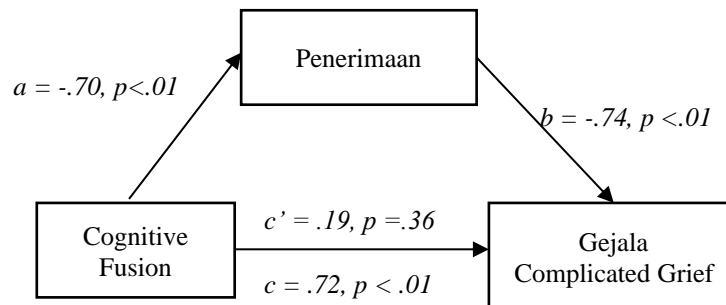 Penerimaan
a = -.70, p<.01
b = -.74, p <.01
Cognitive
Fusion
c’ = .19, p =.36
c = .72, p < .01
Gejala
Complicated Grief